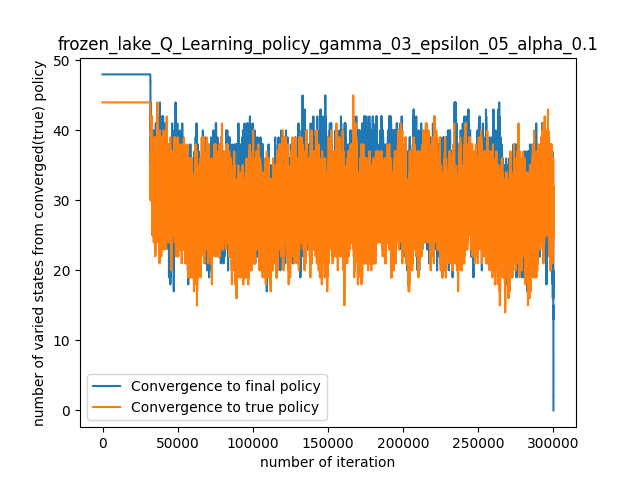 frozen_lake_Q_Learning_policy_gamma_03_epsilon_05_alpha_0.1
number of varied states from converged(true) policy
50
40
30
20
10
0
Convergence to final policy
Convergence to true policy
0 50000 100000 150000 200000 250000 300000
number of iteration